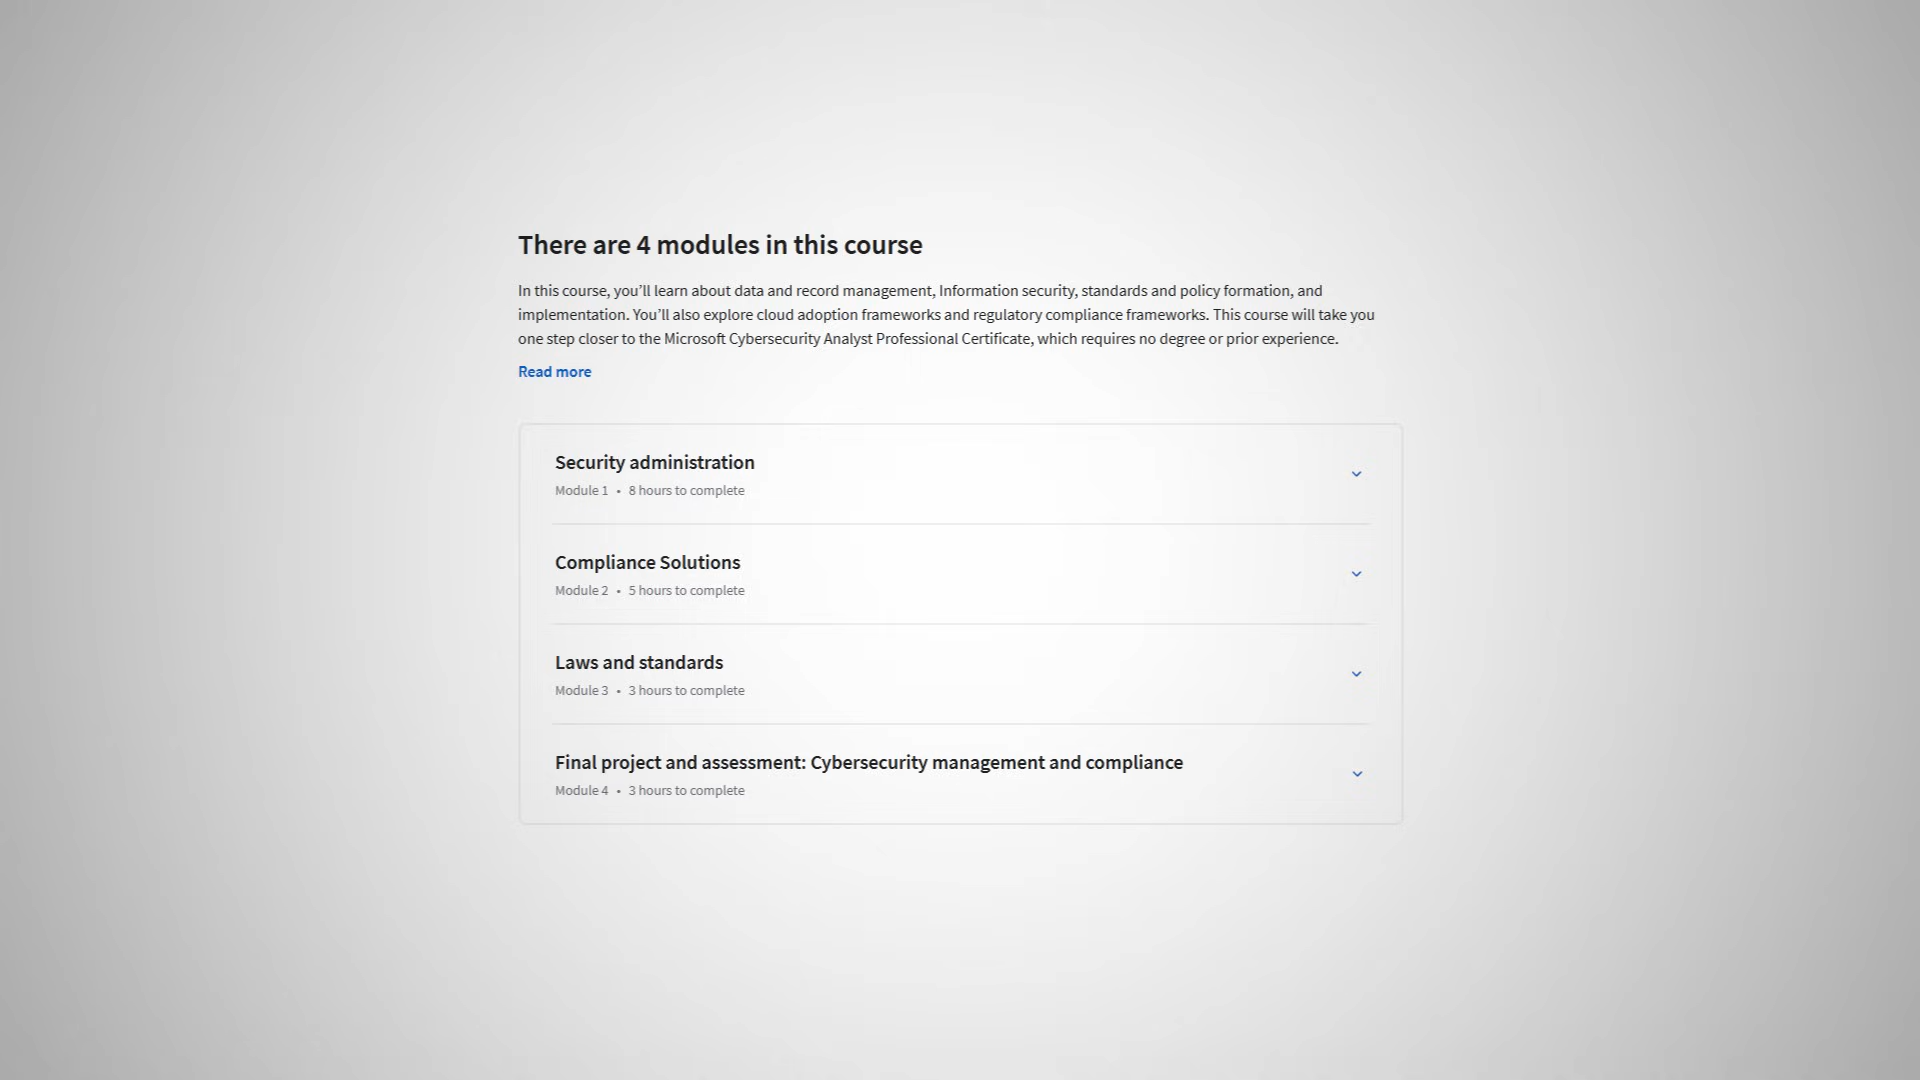 There are 4 modules in this course
In this course, you’ll learn about data and record management, Information security, standards and policy formation, and
implementation. You’ll also explore cloud adoption frameworks and regulatory compliance frameworks. This course will take you
one step closer to the Microsoft Cybersecurity Analyst Professional Certificate, which requires no degree or prior experience.
Read more
Security administration
Module 1 • 8 hours to complete
Compliance Solutions
Module 2 • 5 hours to complete
Laws and standards
Module 3 • 3 hours to complete
Final project and assessment: Cybersecurity management and compliance
Module 4 • 3 hours to complete